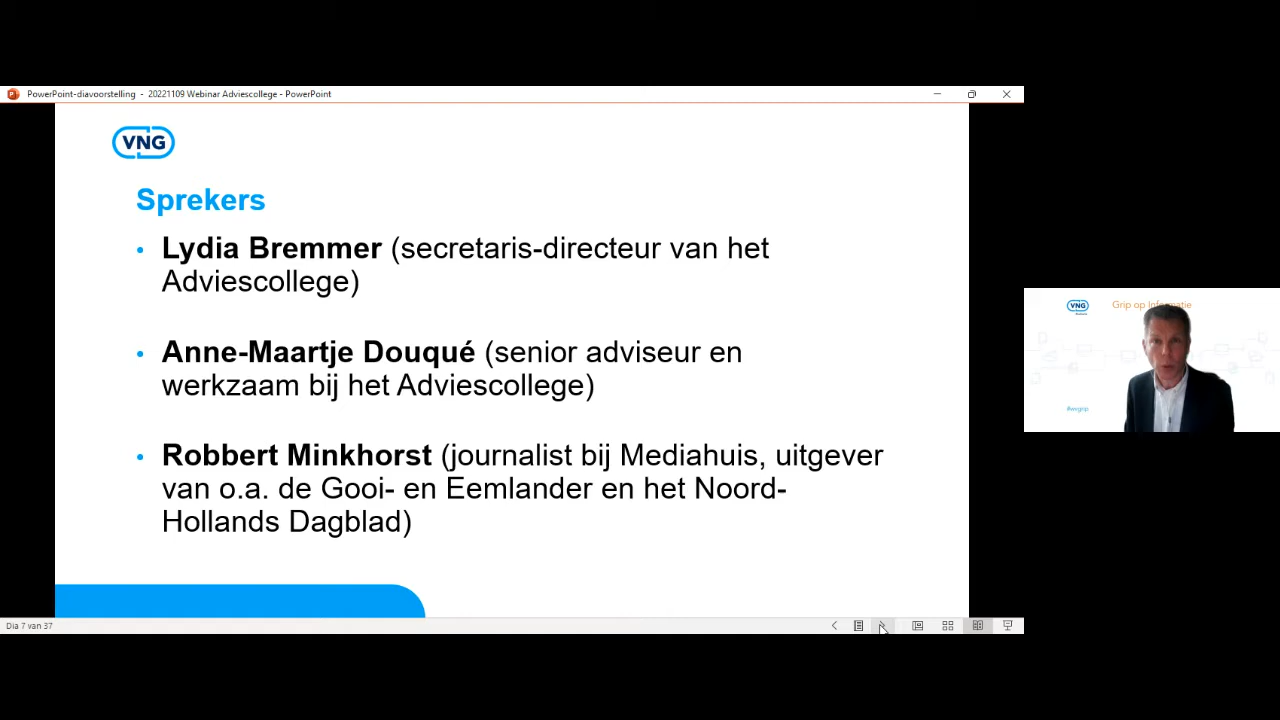 PowerPoint-diavoorstelling - 20221109 Webinar Adviescollege - PowerPoint
VNG
Sprekers
• Lydia Bremmer (secretaris-directeur van het
Adviescollege)
• Anne-Maartje Douqué (senior adviseur en
werkzaam bij het Adviescollege)
• Robbert Minkhorst (journalist bij Mediahuis, uitgever
van o.a. de Gooi- en Eemlander en het Noord-
Hollands Dagblad)
Dia 7 van 37
VNG
Grip op Informatie